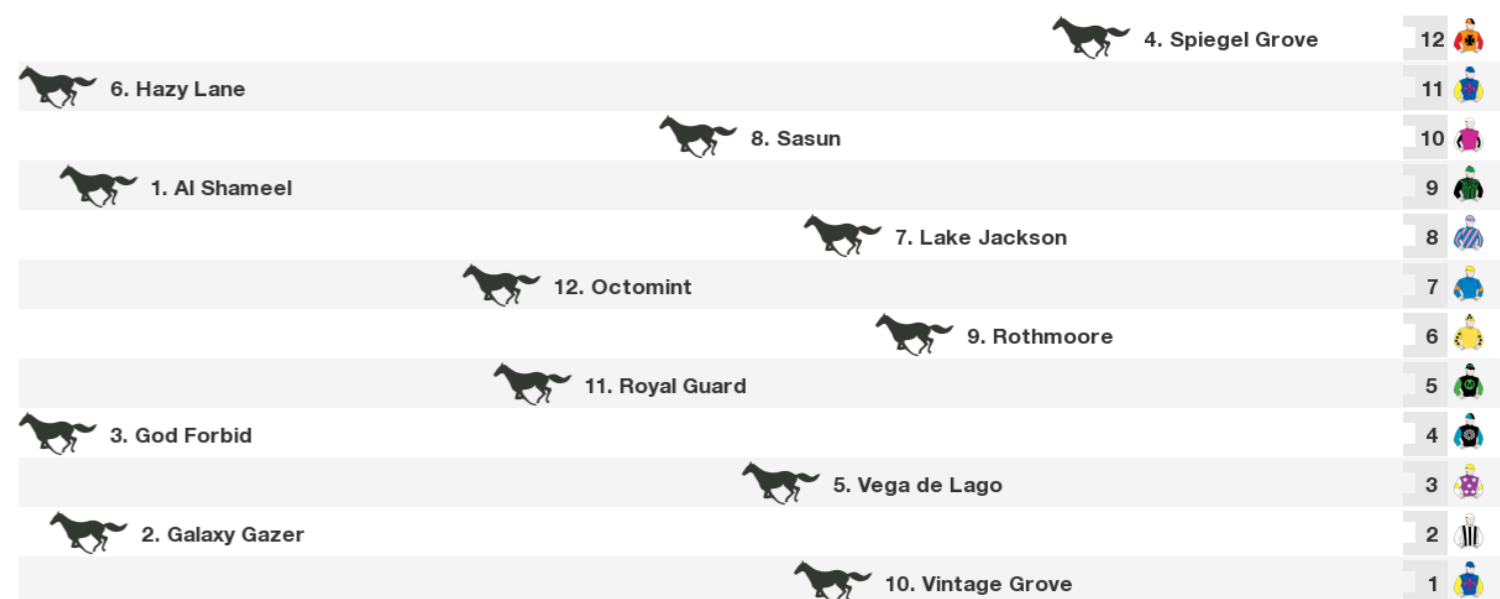 4. Spiegel Grove 12
6. Hazy Lane 11
8. Sasun 10
1. Al Shameel 9
7. Lake Jackson 8
12. Octomint 7
9. Rothmoore 6
11. Royal Guard 5
3. God Forbid 4
5. Vega de Lago 3
2. Galaxy Gazer 2
10. Vintage Grove 1